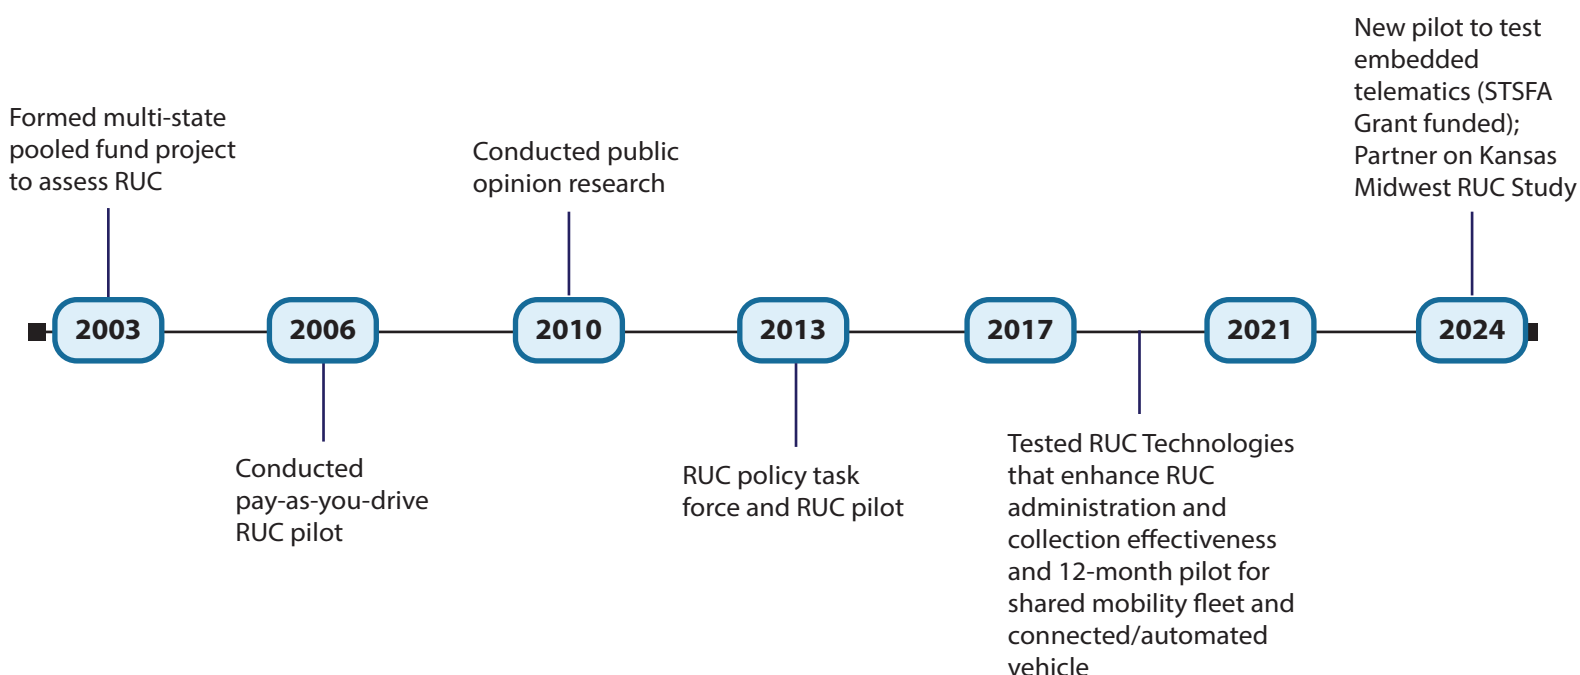 Formed multi-state
pooled fund project
to assess RUC
Conducted public
opinion research
New pilot to test
embedded
telematics (STSFA
Grant funded);
Partner on Kansas
Midwest RUC Study
2003
2006
2010
2013
2017
2021
2024
Conducted
pay-as-you-drive
RUC pilot
RUC policy task
force and RUC pilot
Tested RUC Technologies
that enhance RUC
administration and
collection effectiveness
and 12-month pilot for
shared mobility fleet and
connected/automated
vehicle